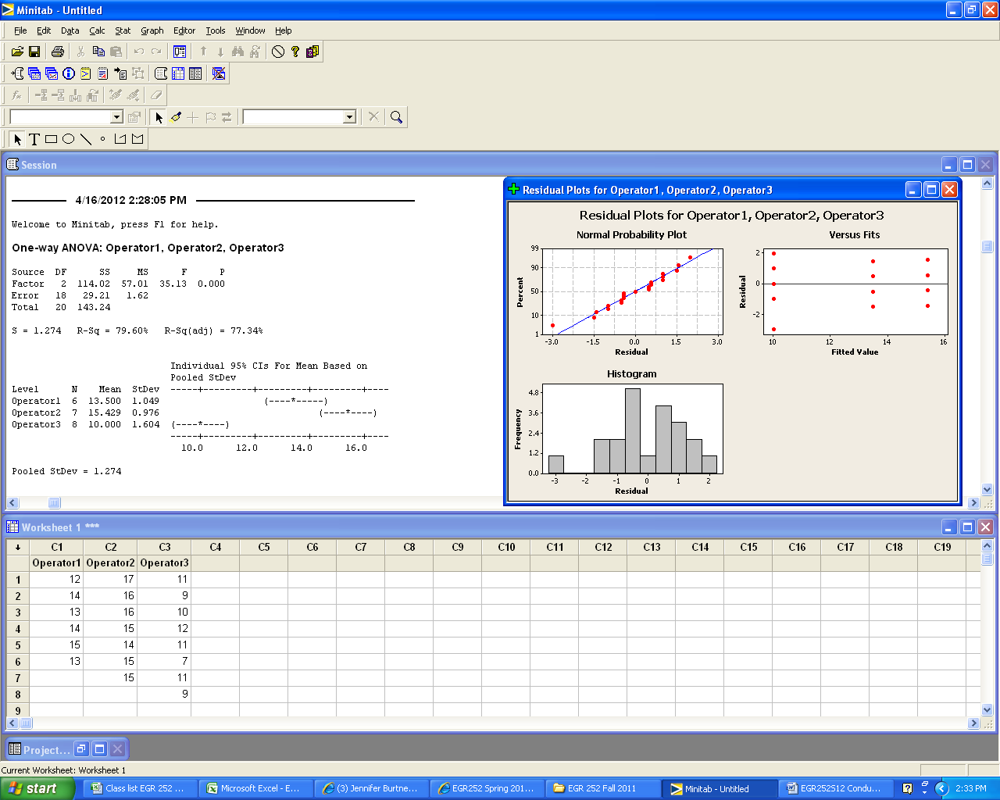 Minitab - Untitled
File Edit Data Calc Stat Graph Editor Tools Window Help
Session
4/16/2012 2:28:05 PM
Welcome to Minitab, press F1 for help.
One-way ANOVA: Operator1, Operator2, Operator3
Source DF SS MS F P
Factor 2 114.02 57.01 35.13 0.000
Error 18 29.21 1.62
Total 20 143.24
S = 1.274 R-Sq = 79.60% R-Sq(adj) = 77.34%
Individual 95% CIs For Mean Based on
Pooled StDev
Level N Mean StDev -----+---------+---------+---------+----
Operator1 6 13.500 1.049 (----*-----)
Operator2 7 15.429 0.976 (----*----)
Operator3 8 10.000 1.604 (----*----)
-----+---------+---------+---------+----
10.0 12.0 14.0 16.0
Pooled StDev = 1.274
Residual Plots for Operator1, Operator2, Operator3
Residual Plots for Operator1, Operator2, Operator3
Normal Probability Plot
99
90
50
10
1
Percent
-3.0 -1.5 0.0 1.5 3.0
Residual
Versus Fits
2
0
-2
Residual
10 12 14 16
Fitted Value
Histogram
4.8
3.6
2.4
1.2
0.0
Frequency
-3 -2 -1 0 1 2
Residual
Worksheet 1 ***
C1 C2 C3 C4 C5 C6 C7 C8 C9 C10 C11 C12 C13 C14 C15 C16 C17 C18 C19
Operator1 Operator2 Operator3
1 12 17 11
2 14 16 9
3 13 16 10
4 14 15 12
5 15 14 11
6 13 15 7
7 15 11
8 9
9
Project...
Current Worksheet: Worksheet 1
start
Class list EGR 252 ...
Microsoft Excel - E...
(3) Jennifer Burtne...
EGR252 Spring 201...
EGR 252 Fall 2011
Minitab - Untitled
EGR252S12 Condu...
2:33 PM